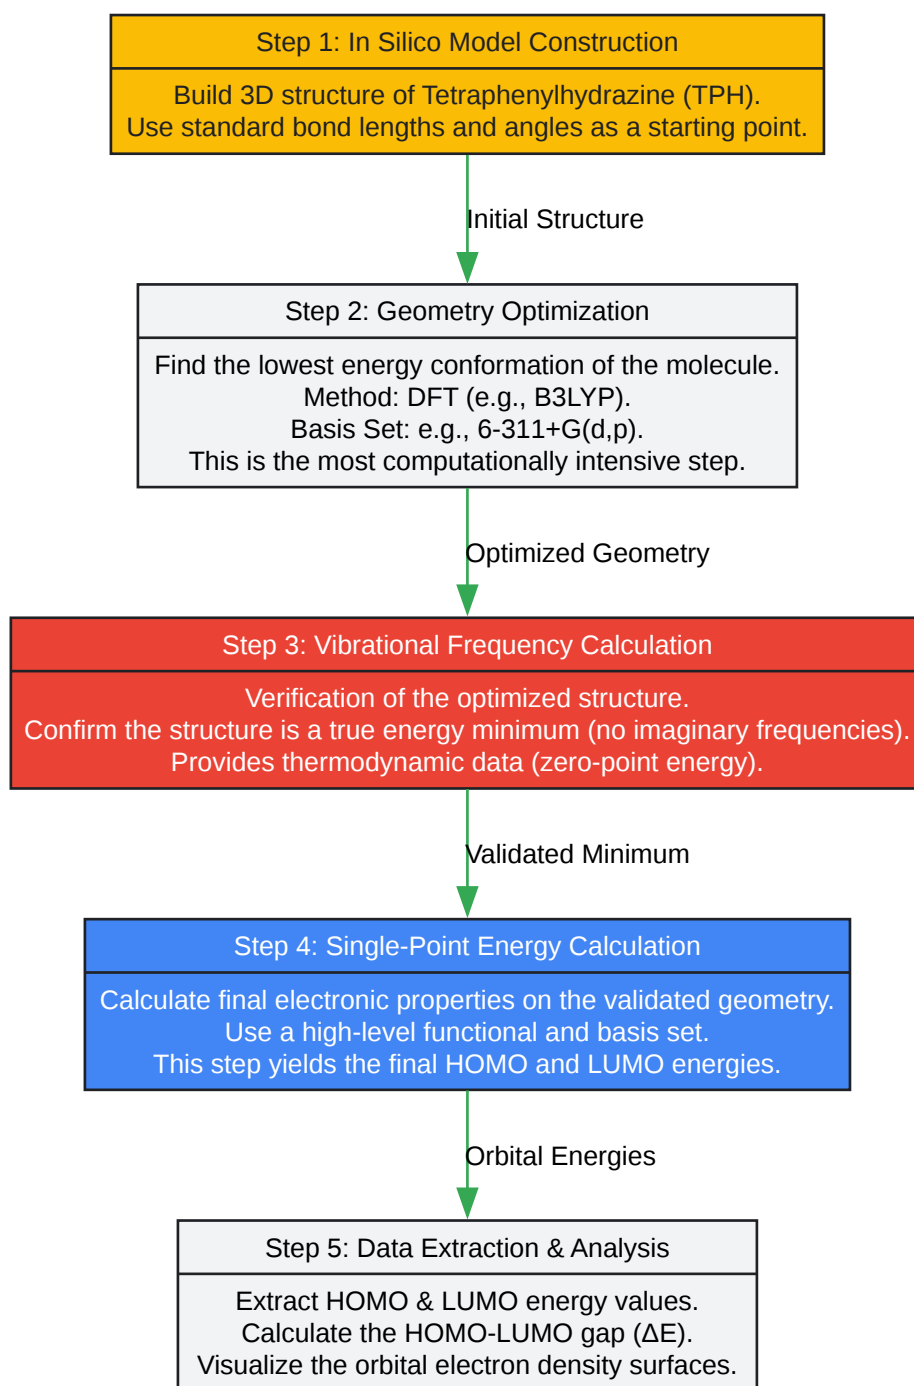 Step 1: In Silico Model Construction
Build 3D structure of Tetraphenylhydrazine (TPH).
Use standard bond lengths and angles as a starting point.
Initial Structure
Step 2: Geometry Optimization
Find the lowest energy conformation of the molecule.
Method: DFT (e.g., B3LYP).
Basis Set: e.g., 6-311+G(d,p).
This is the most computationally intensive step.
Optimized Geometry
Step 3: Vibrational Frequency Calculation
Verification of the optimized structure.
Confirm the structure is a true energy minimum (no imaginary frequencies).
Provides thermodynamic data (zero-point energy).
Validated Minimum
Step 4: Single-Point Energy Calculation
Calculate final electronic properties on the validated geometry.
Use a high-level functional and basis set.
This step yields the final HOMO and LUMO energies.
Orbital Energies
Step 5: Data Extraction & Analysis
Extract HOMO & LUMO energy values.
Calculate the HOMO-LUMO gap (ΔE).
Visualize the orbital electron density surfaces.